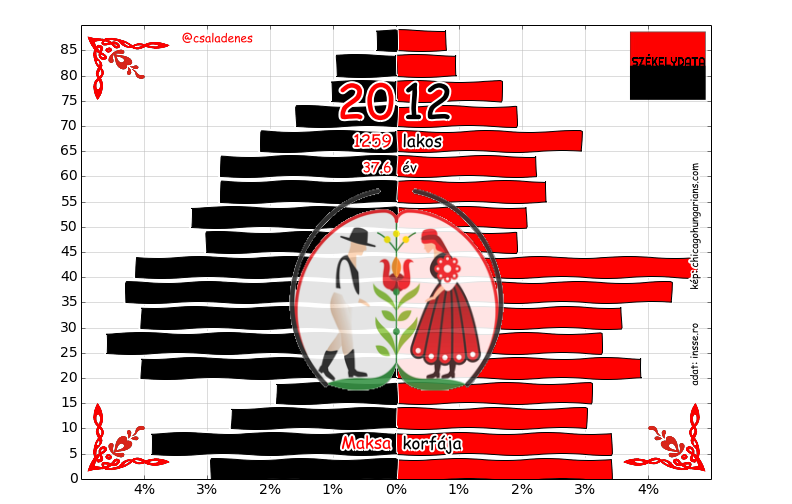 @csaladenes
SZÉKELYDATA
2012
1259 lakos
37.6 év
Maksa korfája
kép: chicagohungarians.com
adat: insse.ro
85
80
75
70
65
60
55
50
45
40
35
30
25
20
15
10
5
0
4% 3% 2% 1% 0% 1% 2% 3% 4%